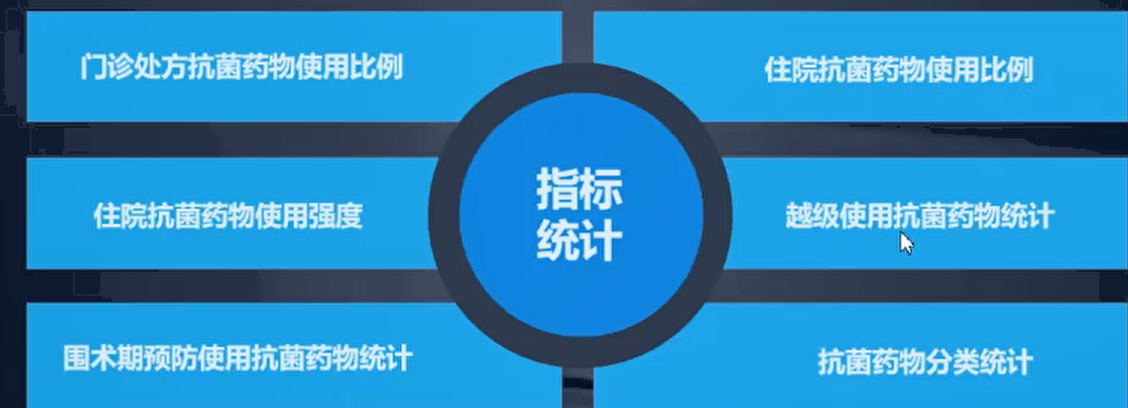 门诊处方抗菌药物使用比例
住院抗菌药物使用比例
指标
统计
住院抗菌药物使用强度
越级使用抗菌药物统计
围术期预防使用抗菌药物统计
抗菌药物分类统计